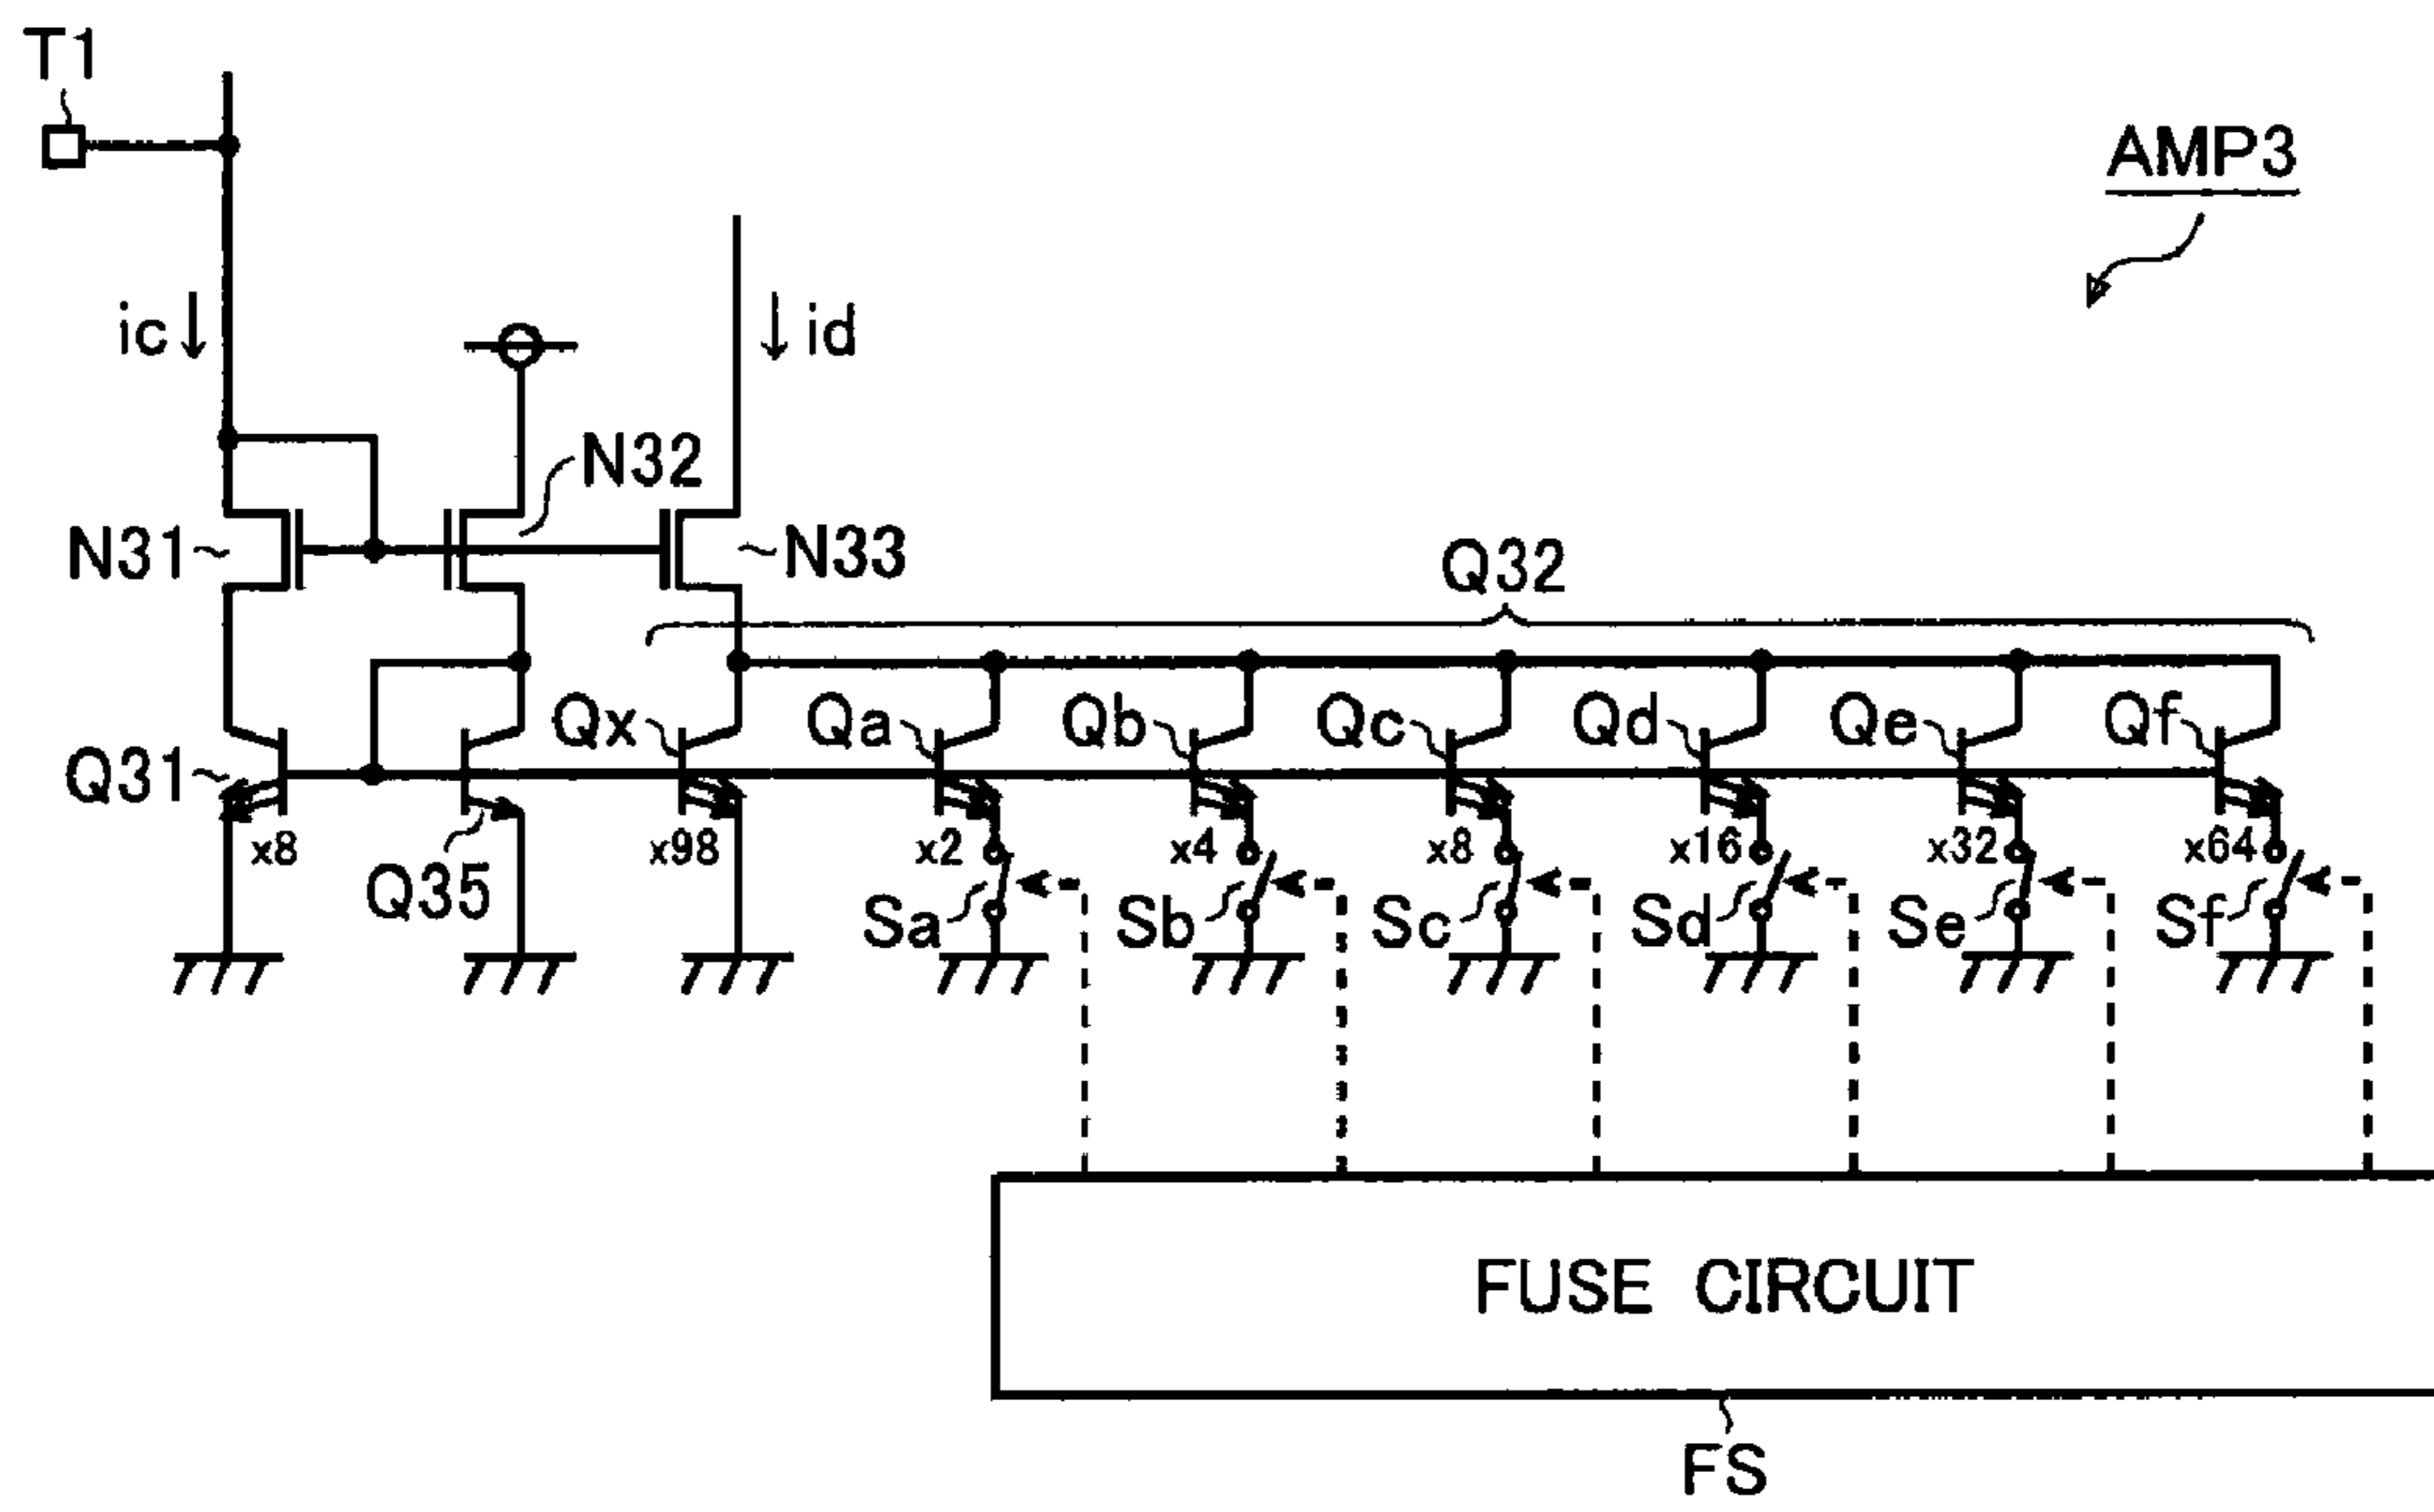 T1
AMP3
ic
id
N32
N31
N33
Q32
Qx
Qa
Qb
Qc
Qd
Qe
Qf
Q31
x8
x98
x2
x4
x8
x16
x32
x64
Q35
Sa
Sb
Sc
Sd
Se
Sf
FUSE CIRCUIT
FS